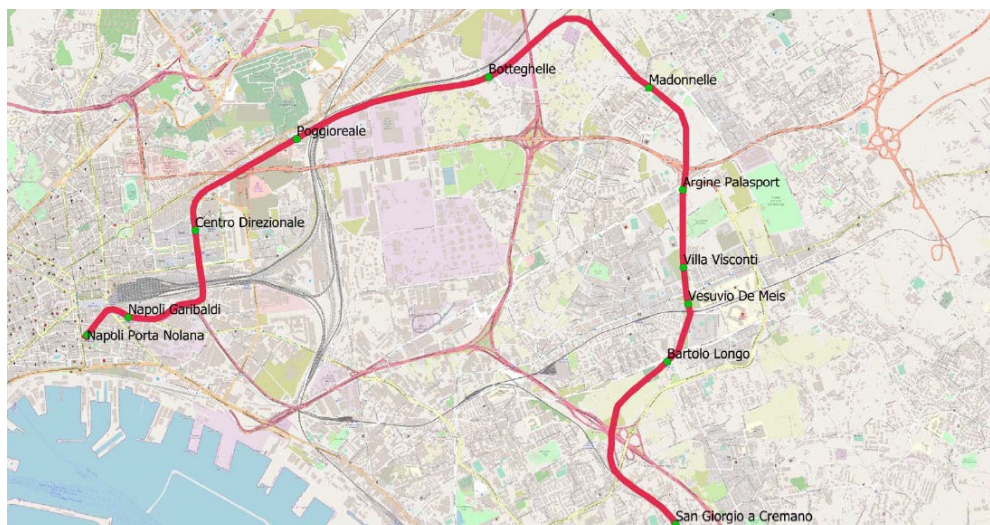 Botteghelle
Madonnelle
Poggioreale
Argine Palasport
Centro Direzionale
Villa Visconti
Vesuvio De Meis
Napoli Garibaldi
Napoli Porta Nolana
Bartolo Longo
San Giorgio a Cremano